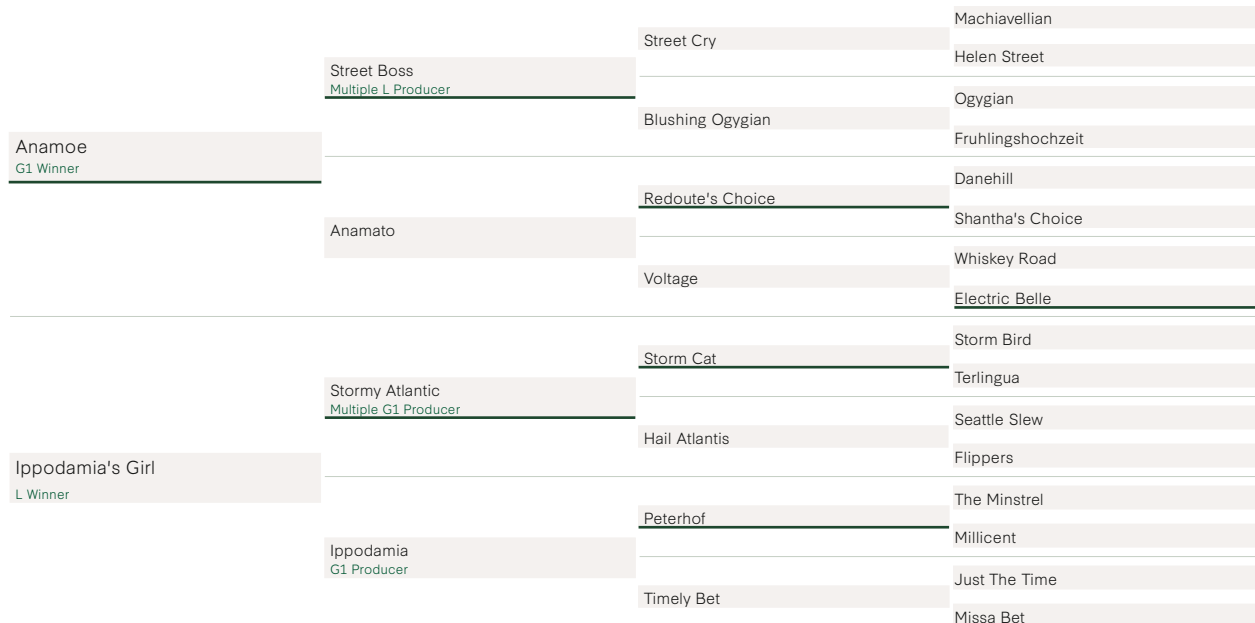 Anamoe
G1 Winner
Street Boss
Multiple L Producer
Street Cry
Machiavellian
Helen Street
Blushing Ogygian
Ogygian
Fruhlingshochzeit
Anamato
Redoute's Choice
Danehill
Shantha's Choice
Voltage
Whiskey Road
Electric Belle
Ippodamia's Girl
L Winner
Stormy Atlantic
Multiple G1 Producer
Storm Cat
Storm Bird
Terlingua
Hail Atlantis
Seattle Slew
Flippers
Ippodamia
G1 Producer
Peterhof
The Minstrel
Millicent
Timely Bet
Just The Time
Missa Bet